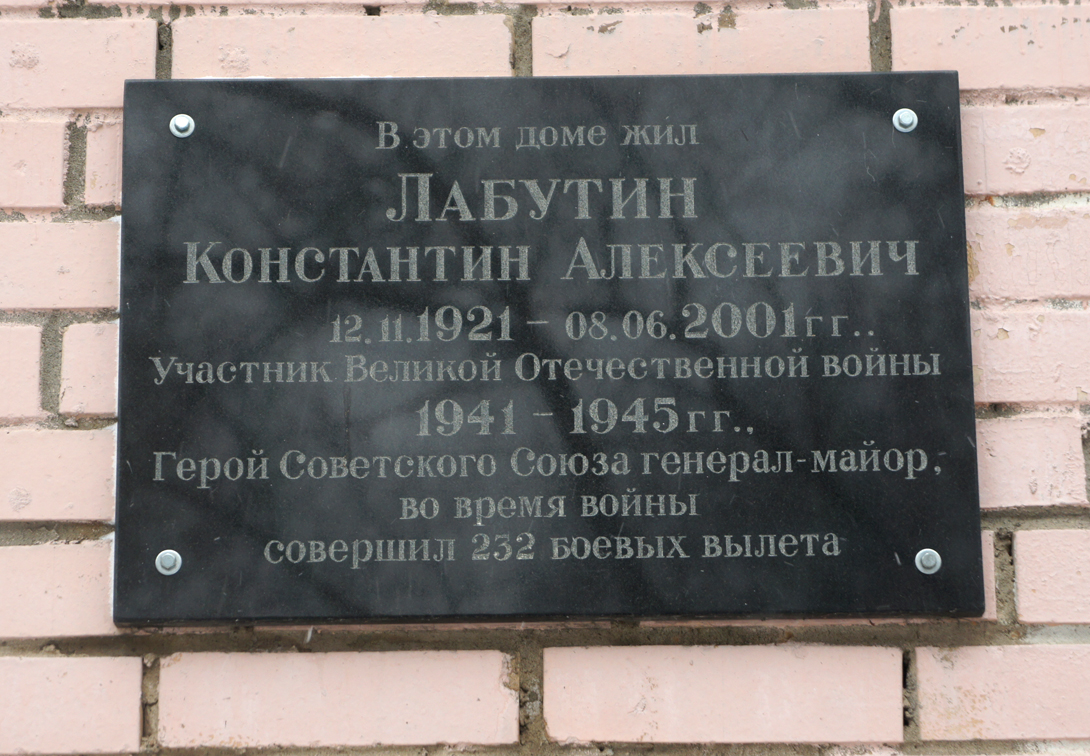 В этом доме жил
ЛАБУТИН
КОНСТАНТИН АЛЕКСЕЕВИЧ
12.11.1921 – 08.06.2001гг..
Участник Великой Отечественной войны
1941 – 1945гг.,
Герой Советского Союза генерал-майор,
во время войны
совершил 232 боевых вылета